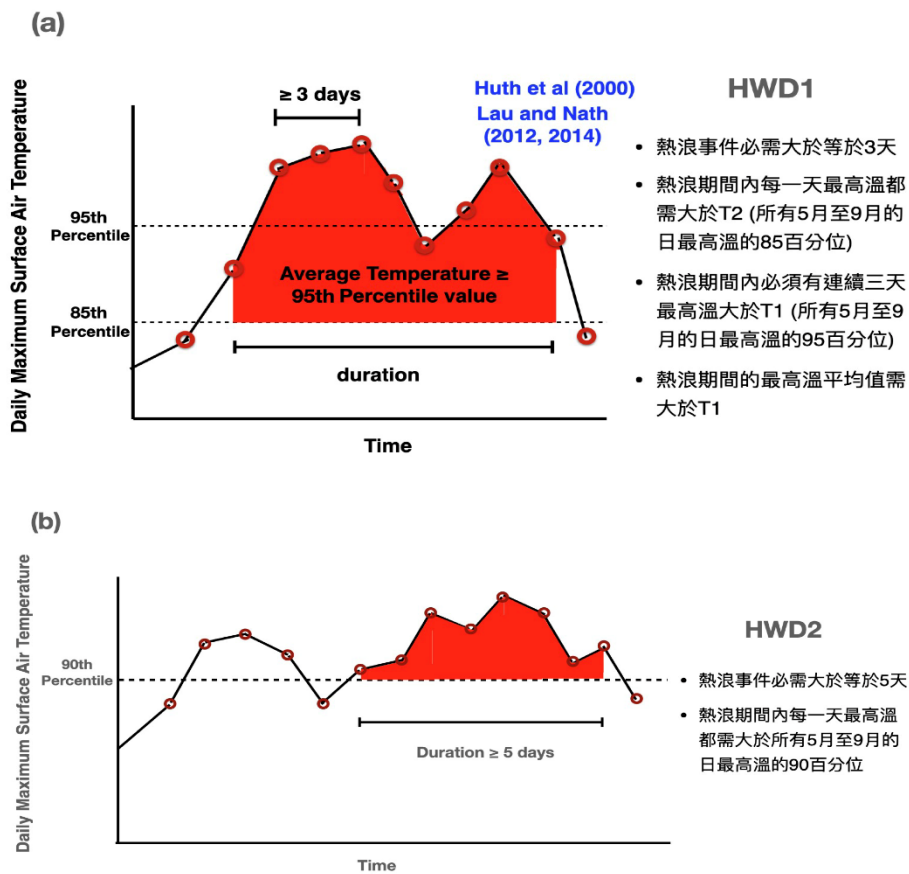 (a)
Daily Maximum Surface Air Temperature
≥ 3 days
Huth et al (2000)
Lau and Nath
(2012, 2014)
95th
Percentile
85th
Percentile
Average Temperature ≥
95th Percentile value
duration
Time
HWD1
• 熱浪事件必需大於等於3天
• 熱浪期間內每一天最高溫都
需大於T2 (所有5月至9月的
日最高溫的85百分位)
• 熱浪期間內必須有連續三天
最高溫大於T1 (所有5月至9
月的日最高溫的95百分位)
• 熱浪期間的最高溫平均值需
大於T1
(b)
Daily Maximum Surface Air Temperature
90th
Percentile
Duration ≥ 5 days
Time
HWD2
• 熱浪事件必需大於等於5天
• 熱浪期間內每一天最高溫
都需大於所有5月至9月的
日最高溫的90百分位